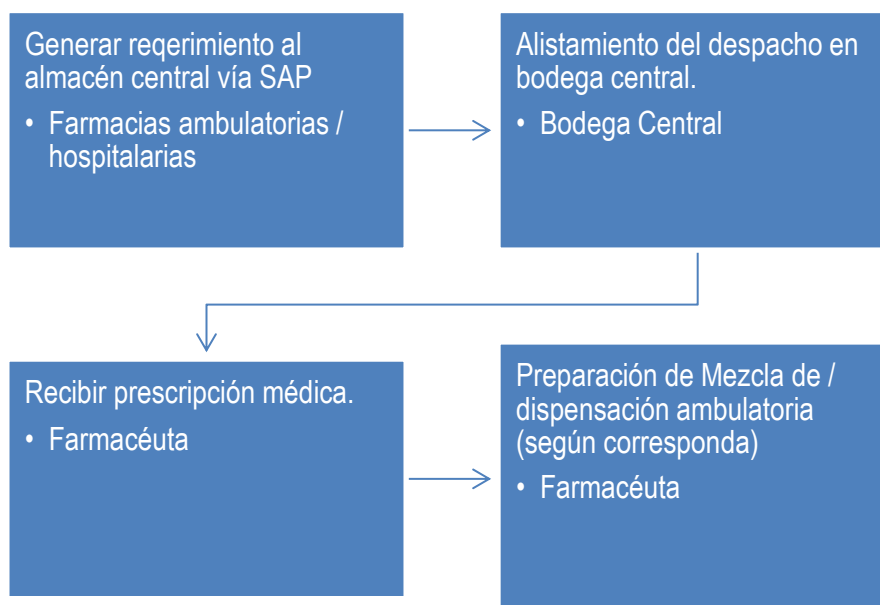 Generar reqerimiento al
almacén central vía SAP
• Farmacias ambulatorias /
hospitalarias
Alistamiento del despacho en
bodega central.
• Bodega Central
Recibir prescripción médica.
• Farmacéuta
Preparación de Mezcla de /
dispensación ambulatoria
(según corresponda)
• Farmacéuta